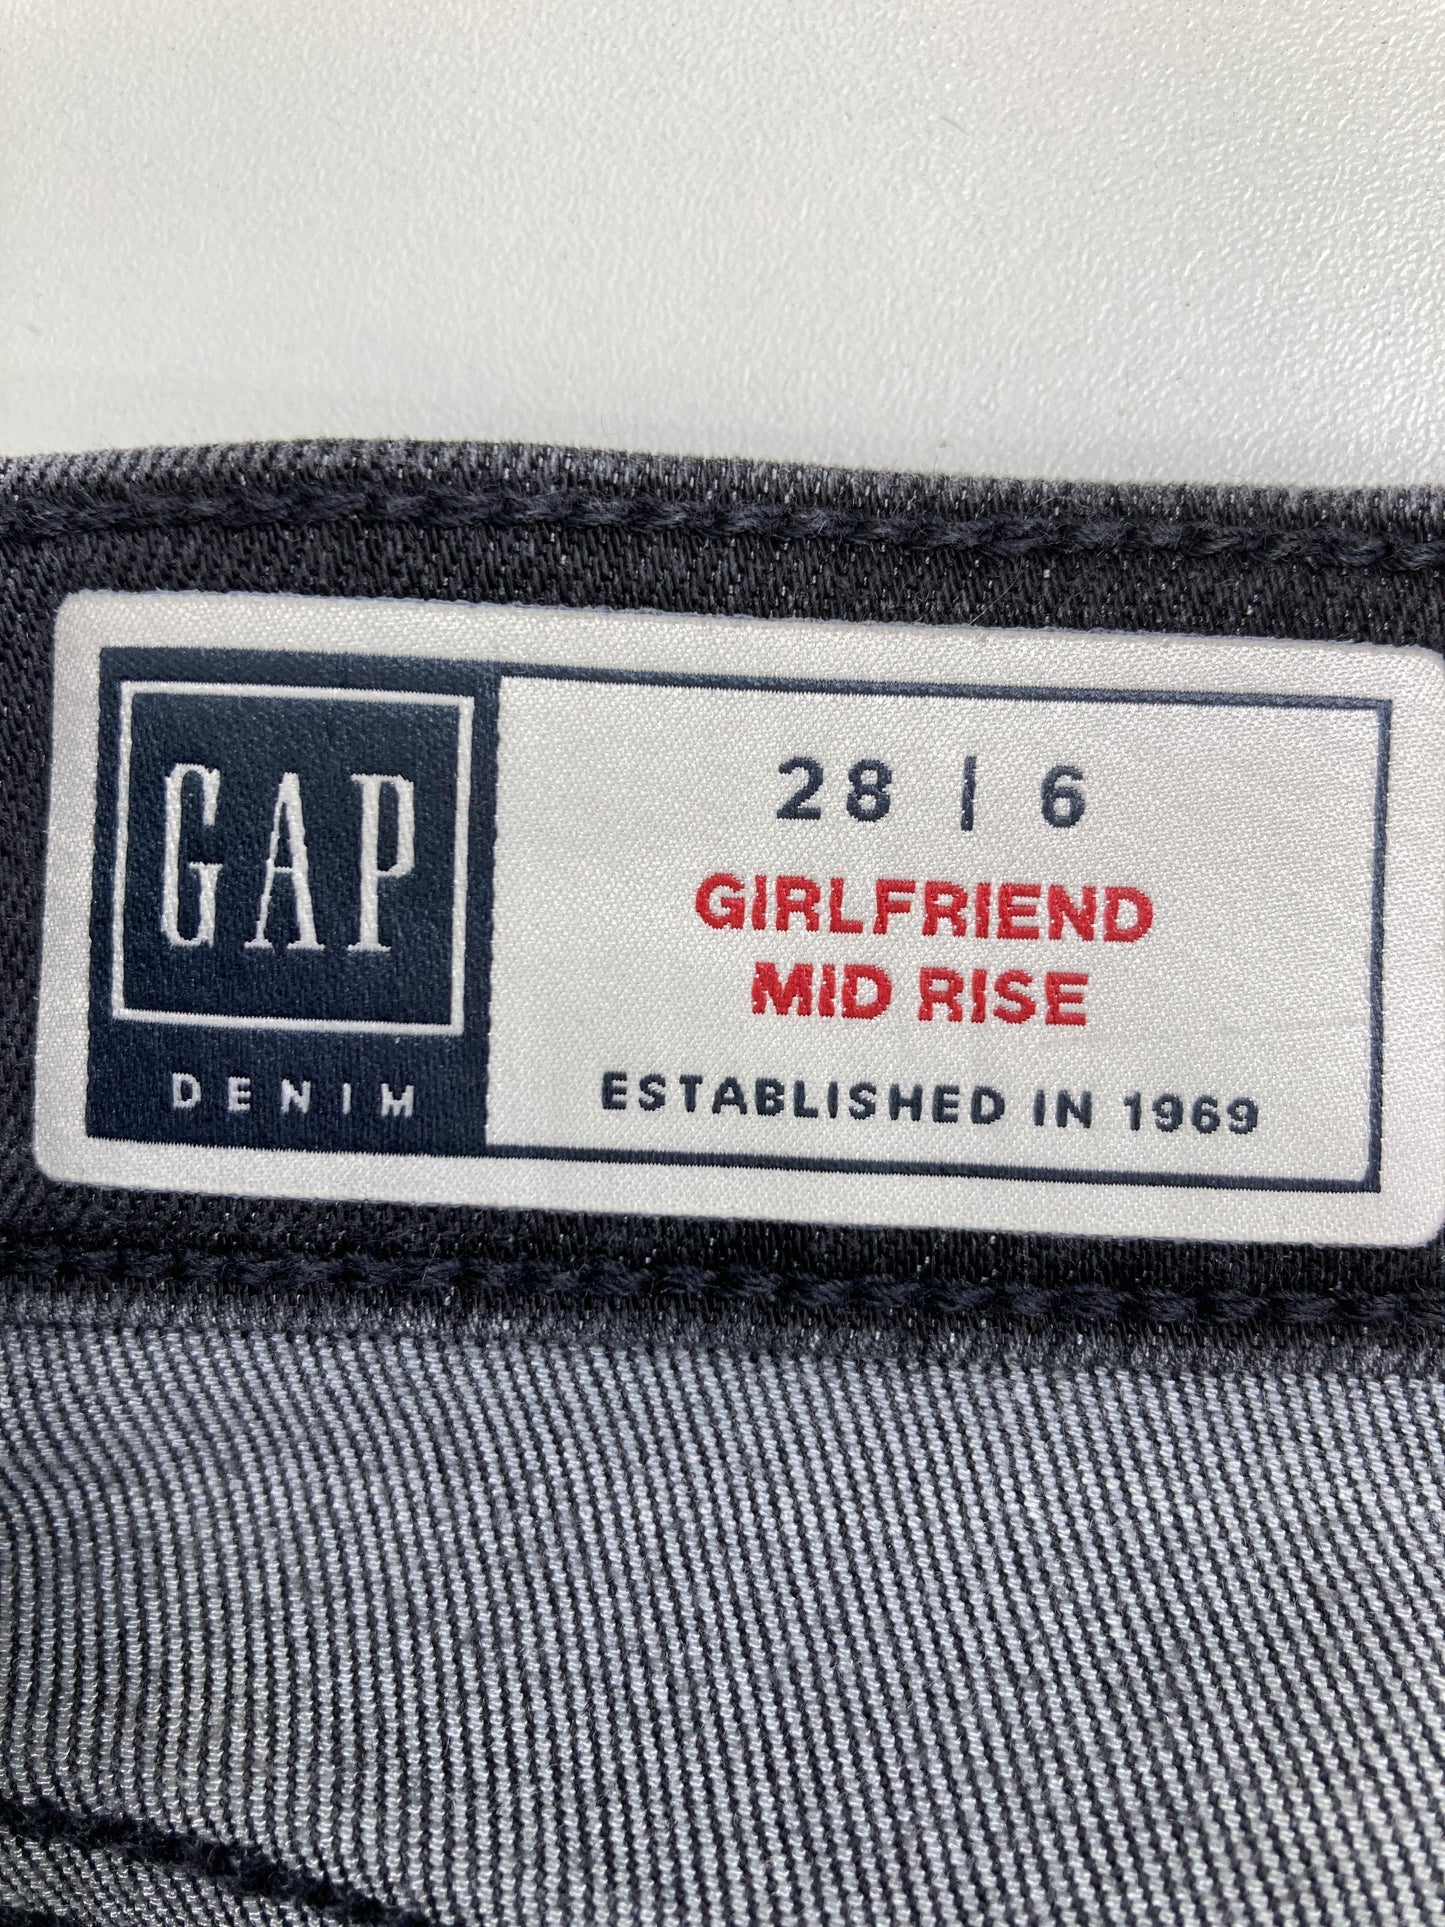 GAP
DENIM
28 | 6
GIRLFRIEND
MID RISE
ESTABLISHED IN 1969